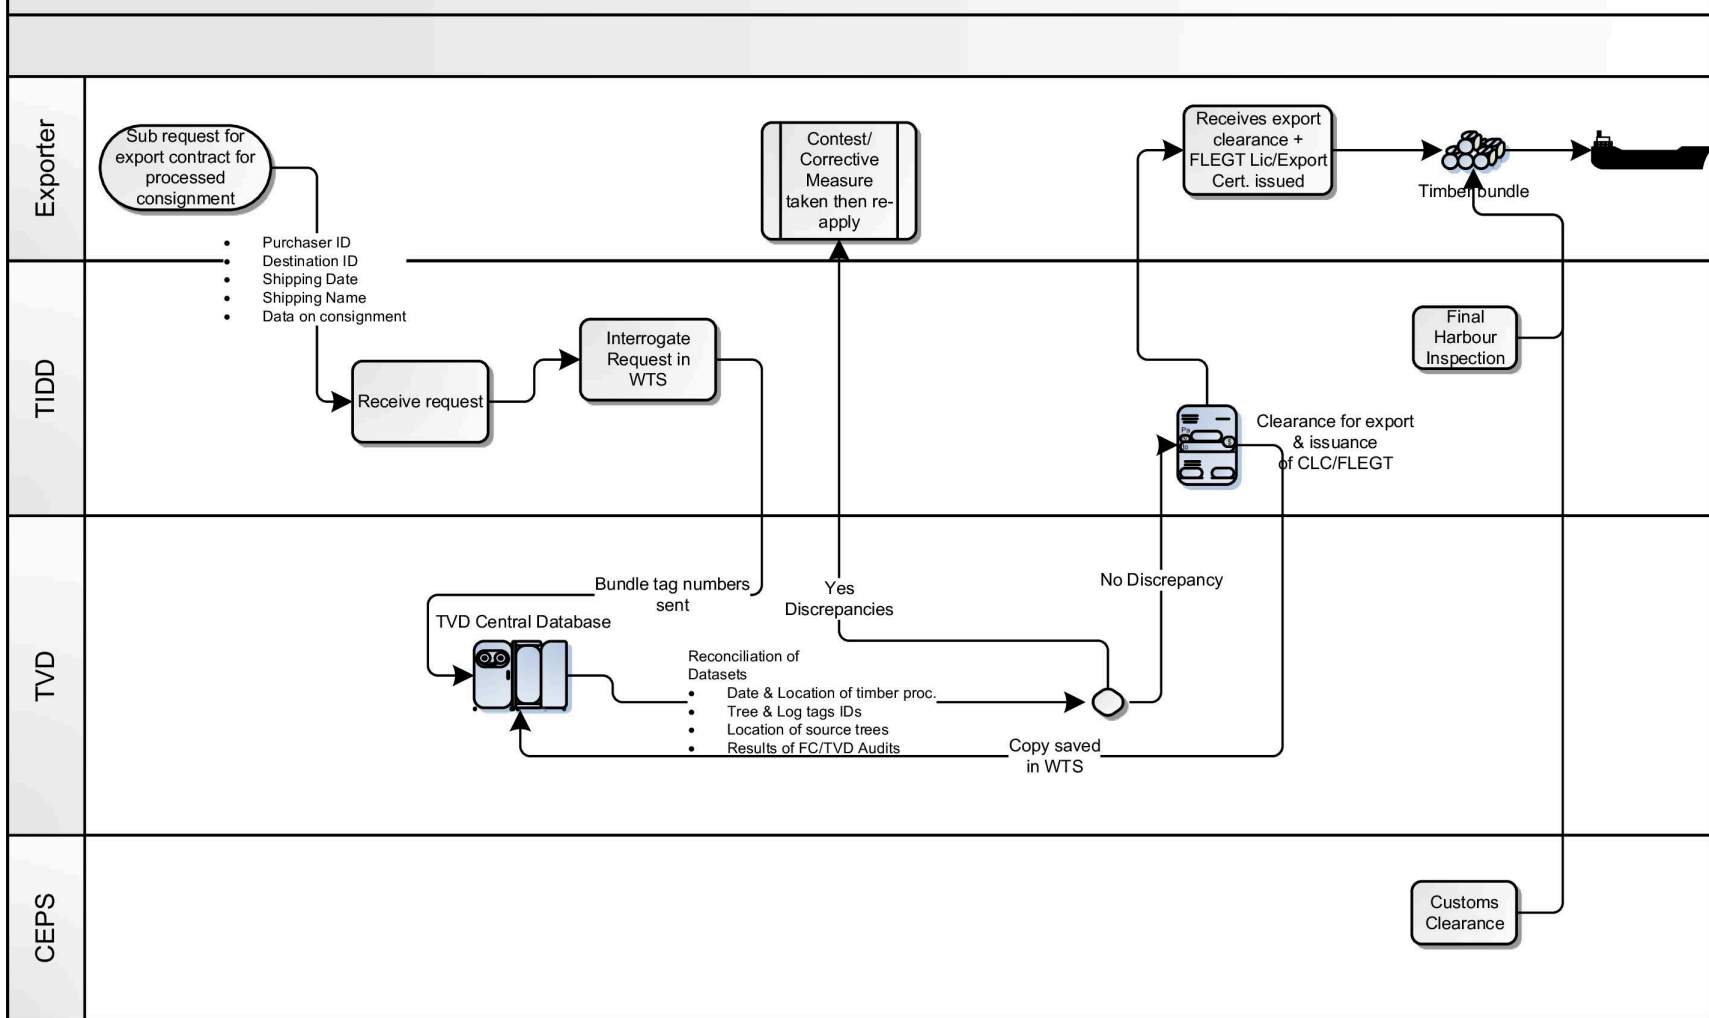 Exporter
Sub request for
export contract for
processed
consignment
• Purchaser ID
• Destination ID
• Shipping Date
• Shipping Name
• Data on consignment
Contest/
Corrective
Measure
taken then re-
apply
Receives export
clearance +
FLEGT Lic/Export
Cert. issued
Timber bundle
TIDD
Receive request
Interrogate
Request in
WTS
Clearance for export
& issuance
of CLC/FLEGT
Final
Harbour
Inspection
TVD
Bundle tag numbers
sent
TVD Central Database
Yes
Discrepancies
No Discrepancy
Reconciliation of
Datasets
• Date & Location of timber proc.
• Tree & Log tags IDs
• Location of source trees
• Results of FC/TVD Audits
Copy saved
in WTS
CEPS
Customs
Clearance